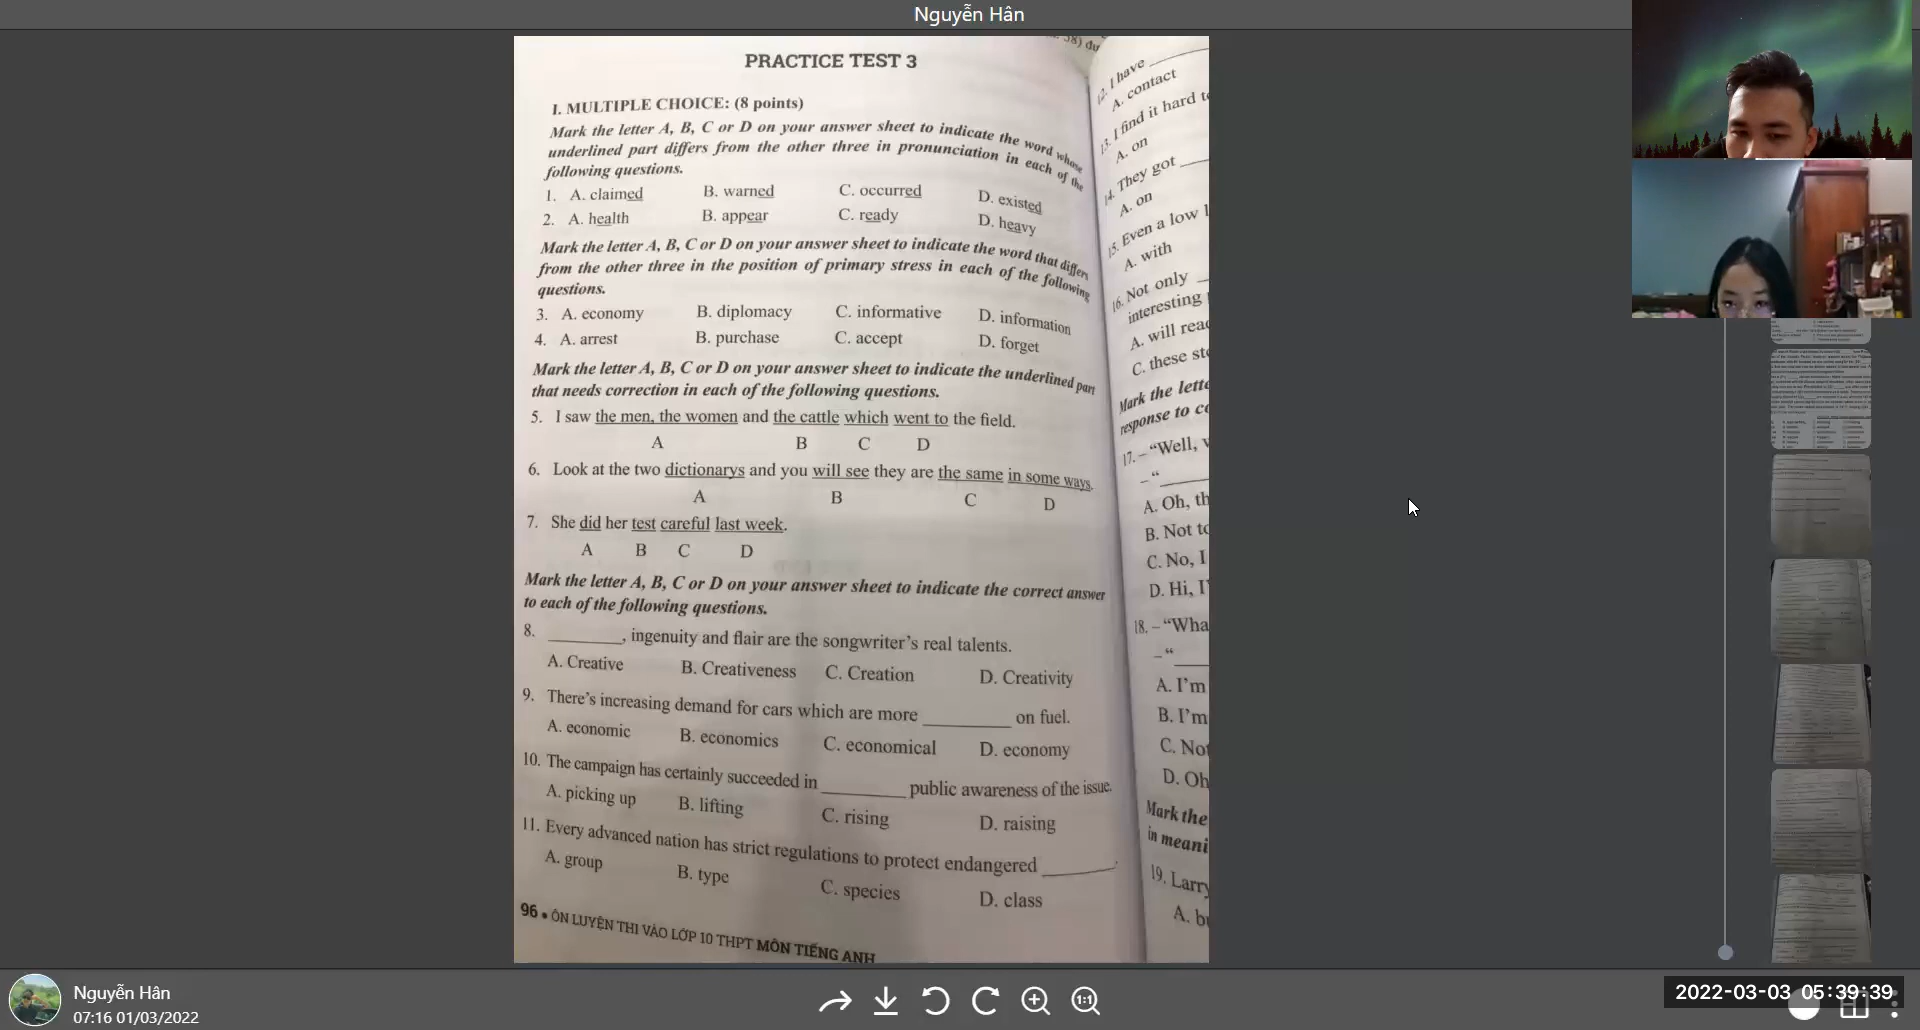 Nguyễn Hân
PRACTICE TEST 3
I. MULTIPLE CHOICE: (8 points)
Mark the letter A, B, C or D on your answer sheet to indicate the word whose
underlined part differs from the other three in pronunciation in each of the
following questions.
1. A. claimed B. warned C. occurred D. existed
2. A. health B. appear C. ready D. heavy
Mark the letter A, B, C or D on your answer sheet to indicate the word that differs
from the other three in the position of primary stress in each of the following
questions.
3. A. economy B. diplomacy C. informative D. information
4. A. arrest B. purchase C. accept D. forget
Mark the letter A, B, C or D on your answer sheet to indicate the underlined part
that needs correction in each of the following questions.
5. I saw the men, the women and the cattle which went to the field.
A B C D
6. Look at the two dictionarys and you will see they are the same in some ways.
A B C D
7. She did her test careful last week.
A B C D
Mark the letter A, B, C or D on your answer sheet to indicate the correct answer
to each of the following questions.
8. ________, ingenuity and flair are the songwriter's real talents.
A. Creative B. Creativeness C. Creation D. Creativity
9. There's increasing demand for cars which are more _________ on fuel.
A. economic B. economics C. economical D. economy
10. The campaign has certainly succeeded in _________ public awareness of the issue.
A. picking up B. lifting C. rising D. raising
11. Every advanced nation has strict regulations to protect endangered ________.
A. group B. type C. species D. class
96 • ÔN LUYỆN THI VÀO LỚP 10 THPT MÔN TIẾNG ANH
38) dư
12. I have
A. contact
13. I find it hard to
A. on
14. They got
A. on
15. Even a low
A. with
16. Not only
interesting
A. will read
C. these
Mark the lette
response to co
17. – “Well,
– “
A. Oh, th
B. Not to
C. No, I
D. Hi, I'
18. – “Wha
– “
A. I'm
B. I'm
C. Not
D. Oh
Mark the
in meani
19. Larry
A. bu
Nguyễn Hân
07:16 01/03/2022
1:1
2022-03-03 05:39:39